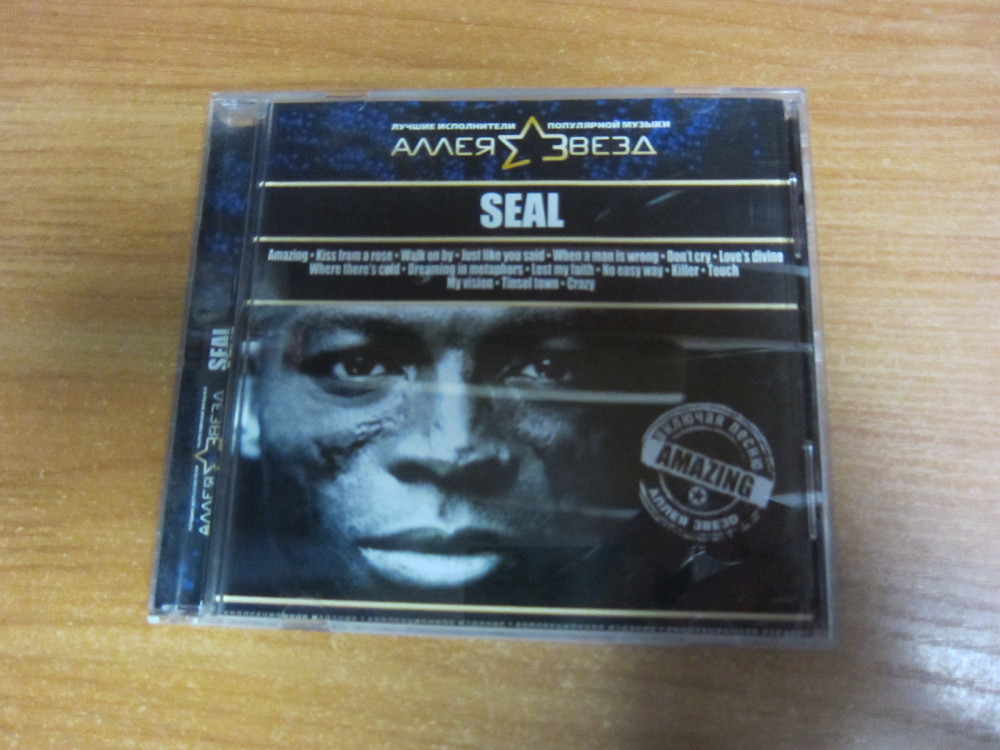 ЛУЧШИЕ ИСПОЛНИТЕЛИ ПОПУЛЯРНОЙ МУЗЫКИ
АЛЛЕЯ ЗВЕЗД
SEAL
Amazing • Kiss from a rose • Walk on by • Just like you said • When a man is wrong • Don't cry • Love's divine
Where there's cold • Dreaming in metaphors • Lost my faith • No easy way • Killer • Touch
My vision • Tinsel town • Crazy
ВКЛЮЧАЯ ПЕСНЮ
AMAZING
АЛЛЕЯ ЗВЕЗД
SEAL
АЛЛЕЯ ЗВЕЗД